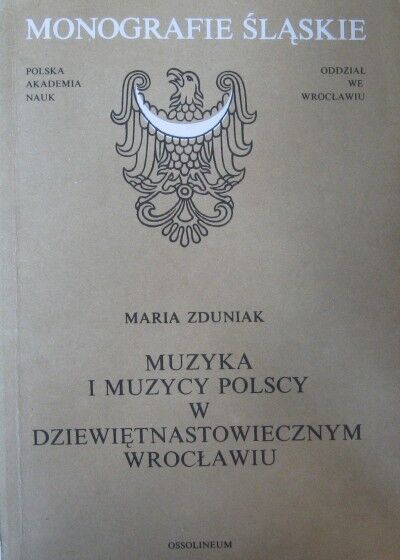 MONOGRAFIE ŚLĄSKIE
POLSKA
AKADEMIA
NAUK
ODDZIAŁ
WE
WROCŁAWIU
MARIA ZDUNIAK
MUZYKA
I MUZYCY POLSCY
W
DZIEWIĘTNASTOWIECZNYM
WROCŁAWIU
OSSOLINEUM